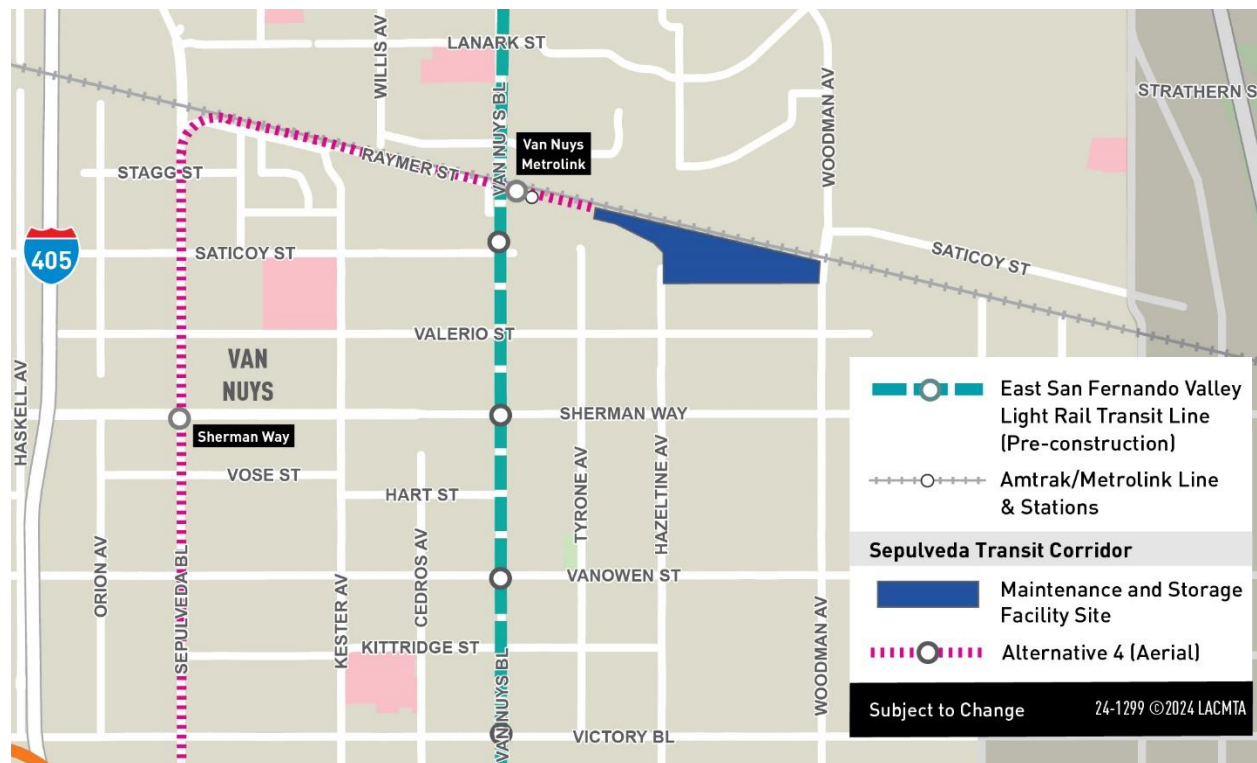 LANARK ST
WILLIS AV
VAN NUYS BL
WOODMAN AV
STRATHERN S
Van Nuys
Metrolink
RAYMER ST
STAGG ST
405
SATICOY ST
SATICOY ST
VALERIO ST
VAN
NUYS
HASKELL AV
SHERMAN WAY
Sherman Way
VOSE ST
HART ST
TYRONE AV
HAZELTINE AV
ORION AV
SEPULVEDA BL
KESTER AV
CEDROS AV
VANOWEN ST
KITTRIDGE ST
VAN NUYS BL
WOODMAN AV
VICTORY BL
East San Fernando Valley
Light Rail Transit Line
(Pre-construction)
Amtrak/Metrolink Line
& Stations
Sepulveda Transit Corridor
Maintenance and Storage
Facility Site
Alternative 4 (Aerial)
Subject to Change
24-1299 ©2024 LACMTA